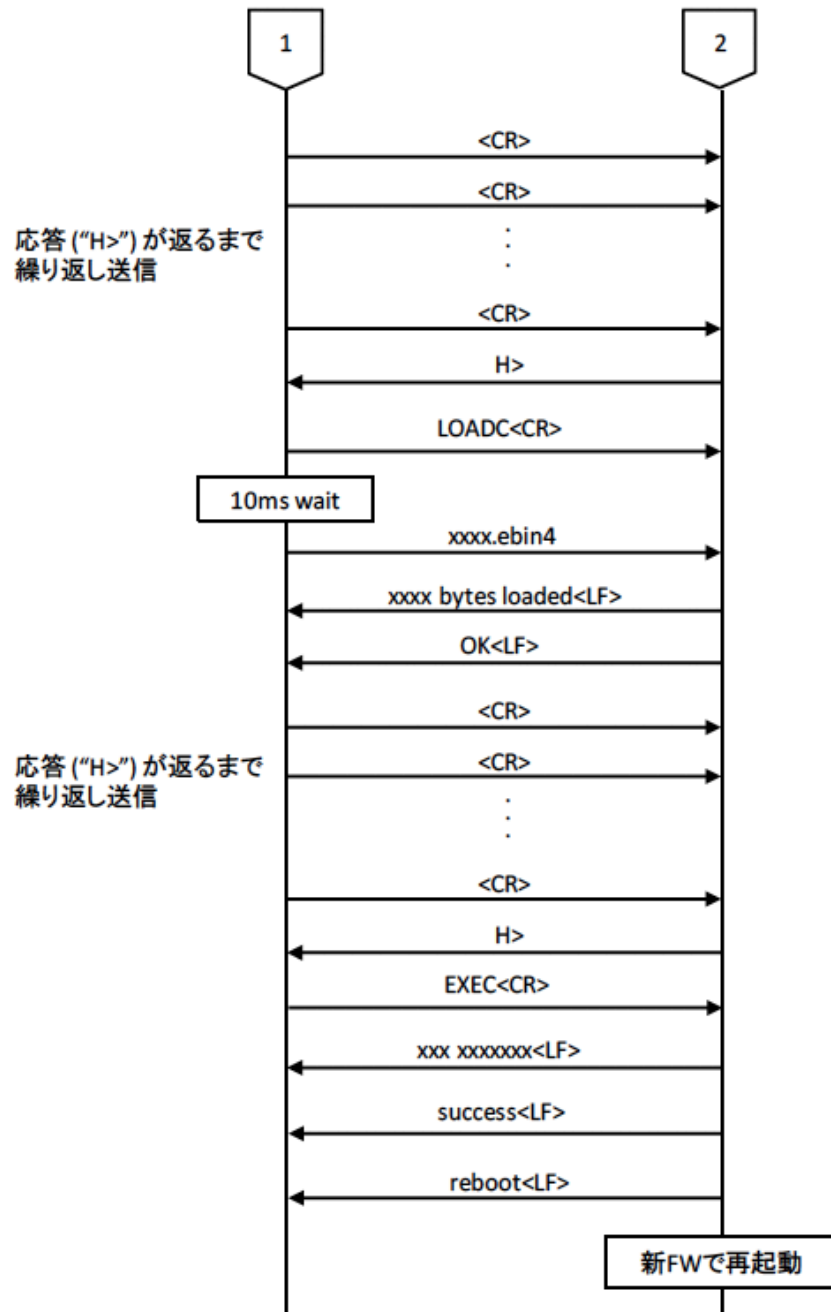 1
2
<CR>
<CR>
応答 (“H>”) が返るまで
繰り返し送信
.
.
.
<CR>
H>
LOADC<CR>
10ms wait
xxxx.ebin4
xxxx bytes loaded<LF>
OK<LF>
<CR>
応答 (“H>”) が返るまで
繰り返し送信
<CR>
.
.
.
<CR>
H>
EXEC<CR>
xxx xxxxxxx<LF>
success<LF>
reboot<LF>
新FWで再起動